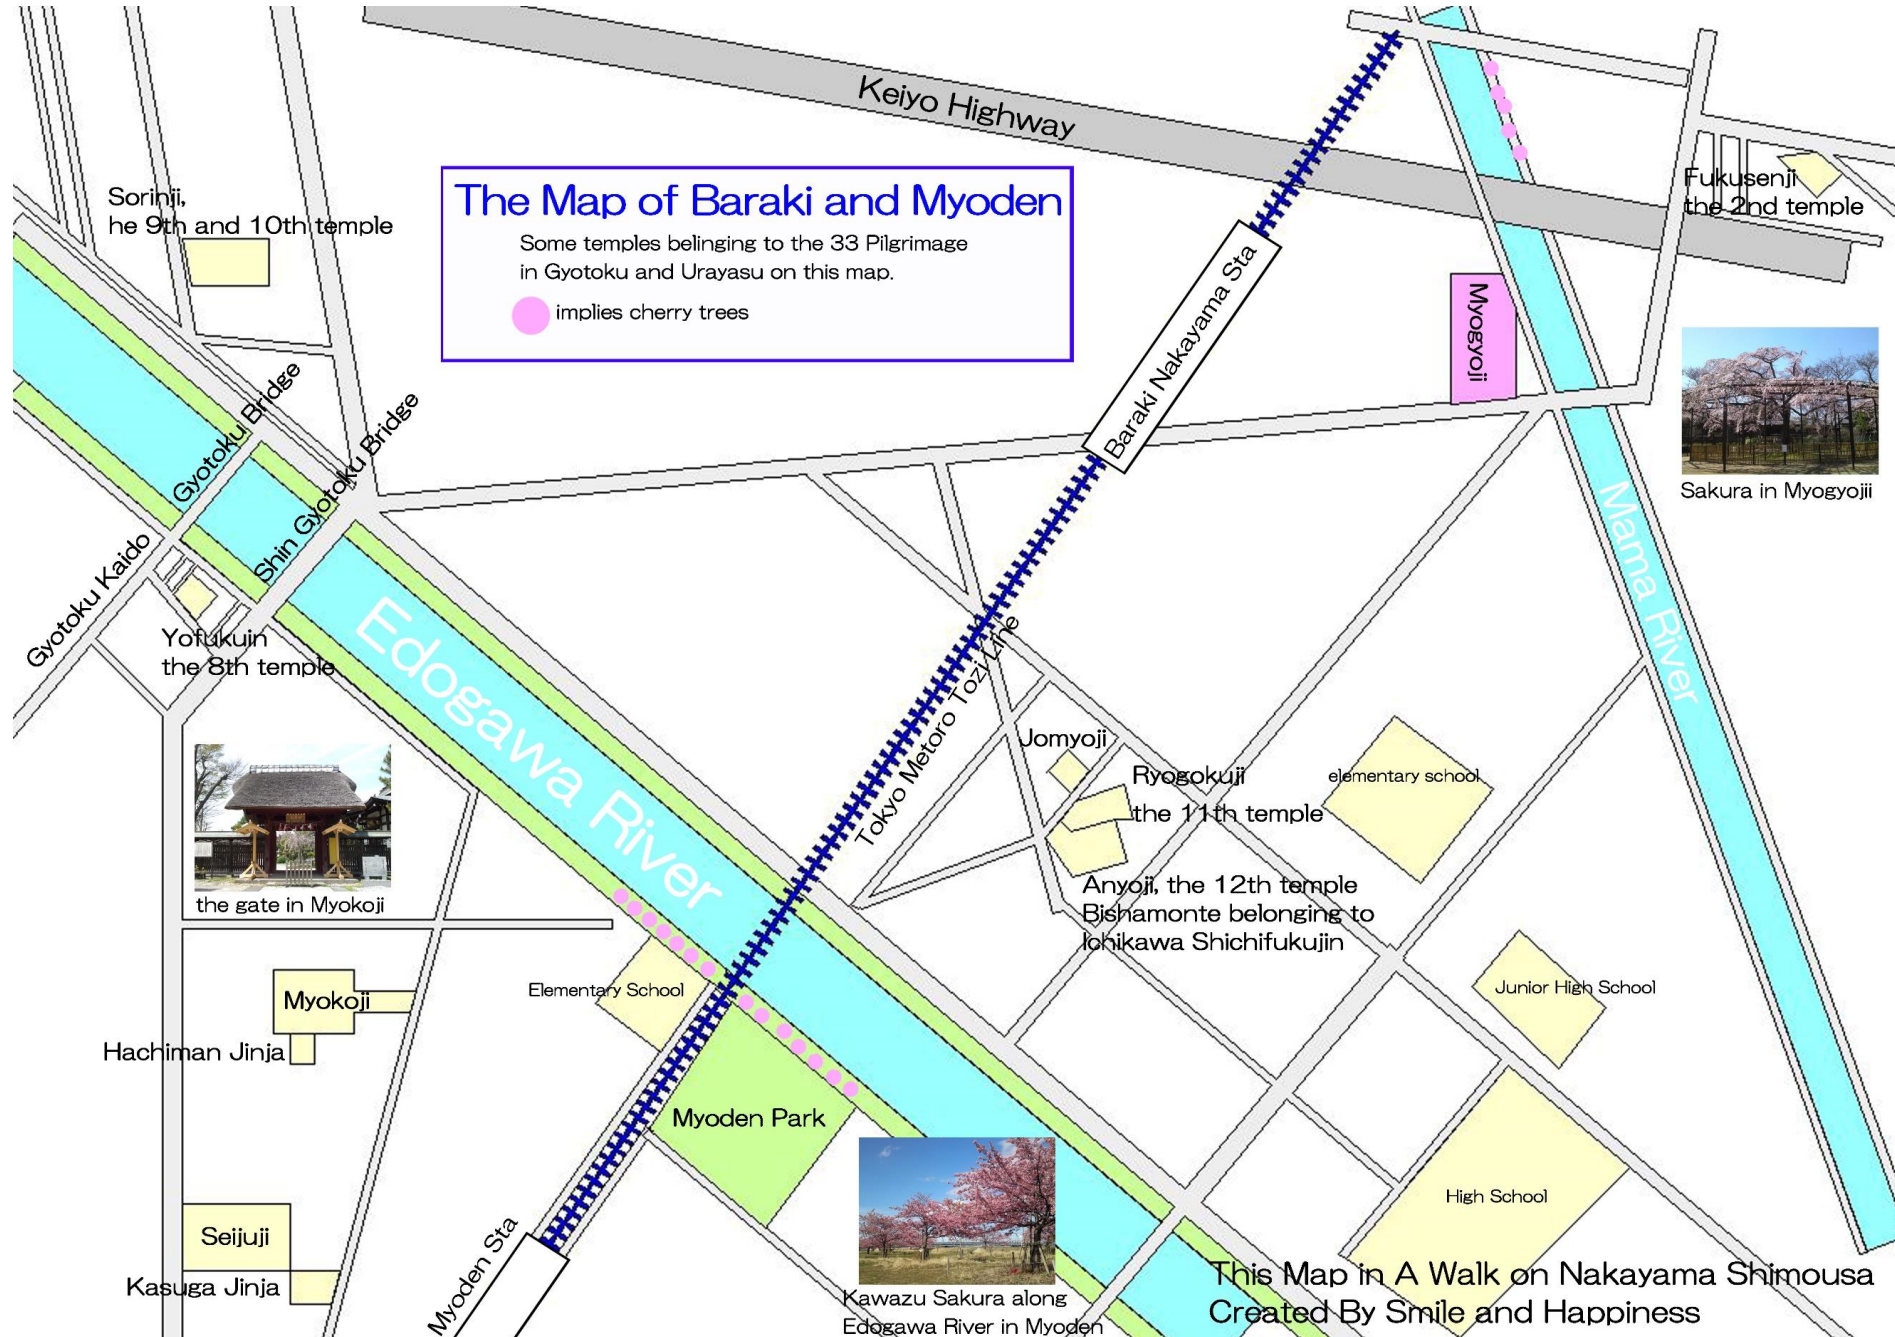 Keiyo Highway
The Map of Baraki and Myoden
Some temples belinging to the 33 Pilgrimage
in Gyotoku and Urayasu on this map.
implies cherry trees
Sorinji,
he 9th and 10th temple
Fukusenji
the 2nd temple
Baraki Nakayama Sta
Myogyoji
Sakura in Myogyojii
Mama River
Gyotoku Bridge
Shin Gyotoku Bridge
Gyotoku Kaido
Yofukuin
the 8th temple
Edogawa River
Tokyo Metoro Tozi Line
Jomyoji
Ryogokuji
the 11th temple
elementary school
Anyoji, the 12th temple
Bishamonte belonging to
Ichikawa Shichifukujin
the gate in Myokoji
Elementary School
Junior High School
Myokoji
Hachiman Jinja
Myoden Park
High School
Seijuji
Kasuga Jinja
Myoden Sta
Kawazu Sakura along
Edogawa River in Myoden
This Map in A Walk on Nakayama Shimousa
Created By Smile and Happiness